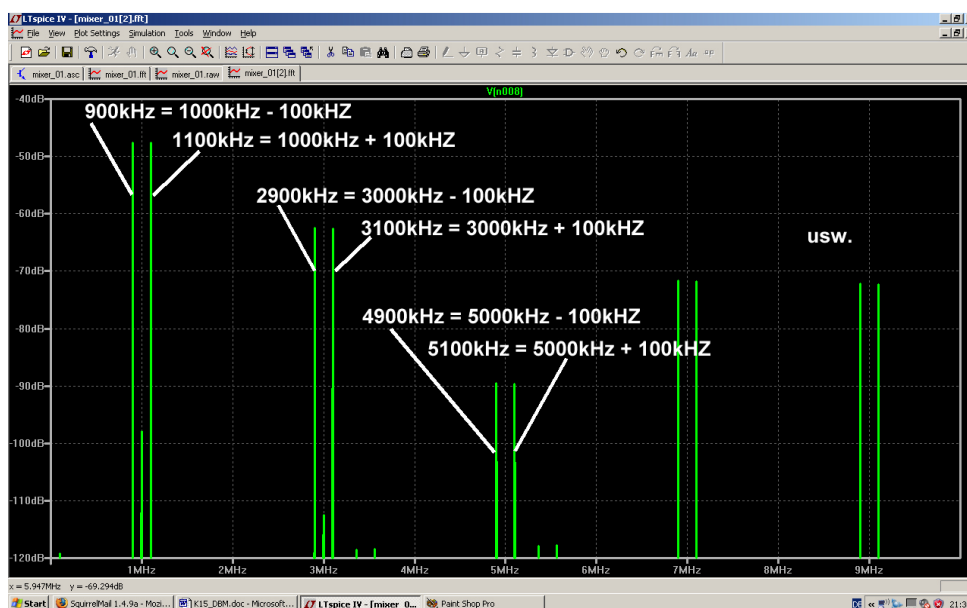 LTspice IV - [mixer_01[2].fft]
File View Plot Settings Simulation Tools Window Help
mixer_01.asc mixer_01.fft mixer_01.raw mixer_01[2].fft
V[n008]
-40dB
900kHz = 1000kHz - 100kHZ
1100kHz = 1000kHz + 100kHZ
-50dB
2900kHz = 3000kHz - 100kHZ
-60dB
3100kHz = 3000kHz + 100kHZ
usw.
-70dB
4900kHz = 5000kHz - 100kHZ
-80dB
5100kHz = 5000kHz + 100kHZ
-90dB
-100dB
-110dB
-120dB
1MHz 2MHz 3MHz 4MHz 5MHz 6MHz 7MHz 8MHz 9MHz
x = 5.947MHz y = -69.294dB
Start SquirrelMail 1.4.9a - Mozi... K15_DBM.doc - Microsoft... LTspice IV - [mixer_0... Paint Shop Pro DE